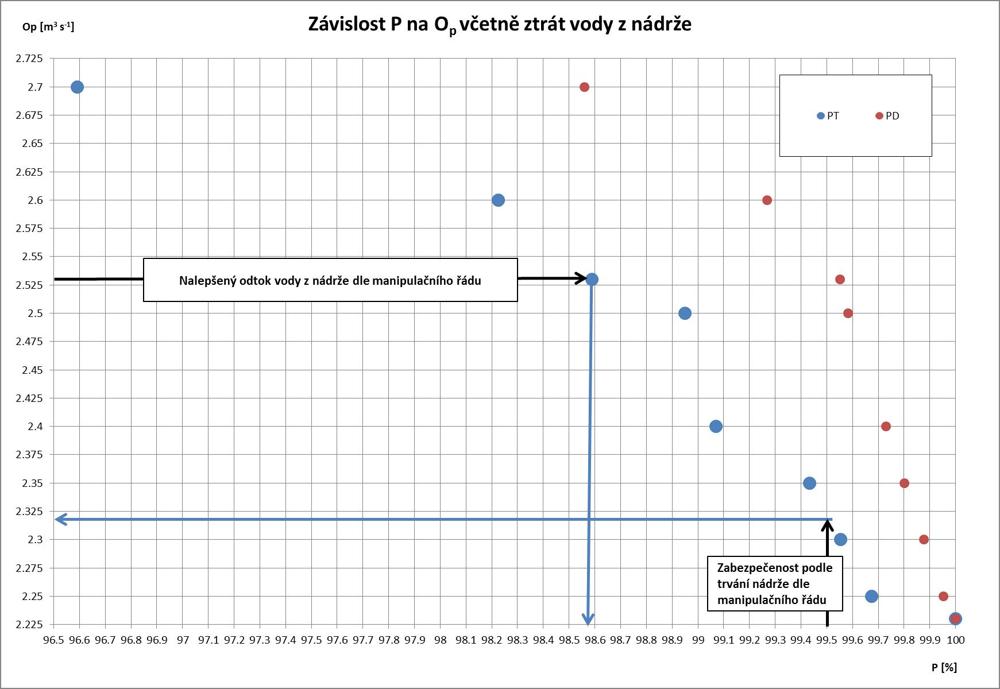 Závislost P na Op včetně ztrát vody z nádrže
Op [m³ s⁻¹]
2.725
2.7
2.675
2.65
2.625
2.6
2.575
2.55
2.525
2.5
2.475
2.45
2.425
2.4
2.375
2.35
2.325
2.3
2.275
2.25
2.225
PT PD
Nalepšený odtok vody z nádrže dle manipulačního řádu
Zabezpečenost podle
trvání nádrže dle
manipulačního řádu
96.5 96.6 96.7 96.8 96.9 97 97.1 97.2 97.3 97.4 97.5 97.6 97.7 97.8 97.9 98 98.1 98.2 98.3 98.4 98.5 98.6 98.7 98.8 98.9 99 99.1 99.2 99.3 99.4 99.5 99.6 99.7 99.8 99.9 100
P [%]